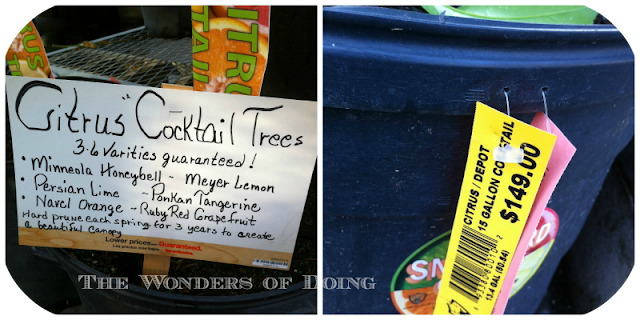 Citrus "Cocktail Trees
3-6 Varities guaranteed!
• Minneola Honeybell - Meyer Lemon
• Persian Lime - Ponkan Tangerine
• Navel Orange - Ruby Red Grapefruit
Hard prune each spring for 3 years to create
a beautiful canopy
Lower prices... Guaranteed.
THE WONDERS OF DOING
CITRUS / DEPOT
15 GALLON
$149.00